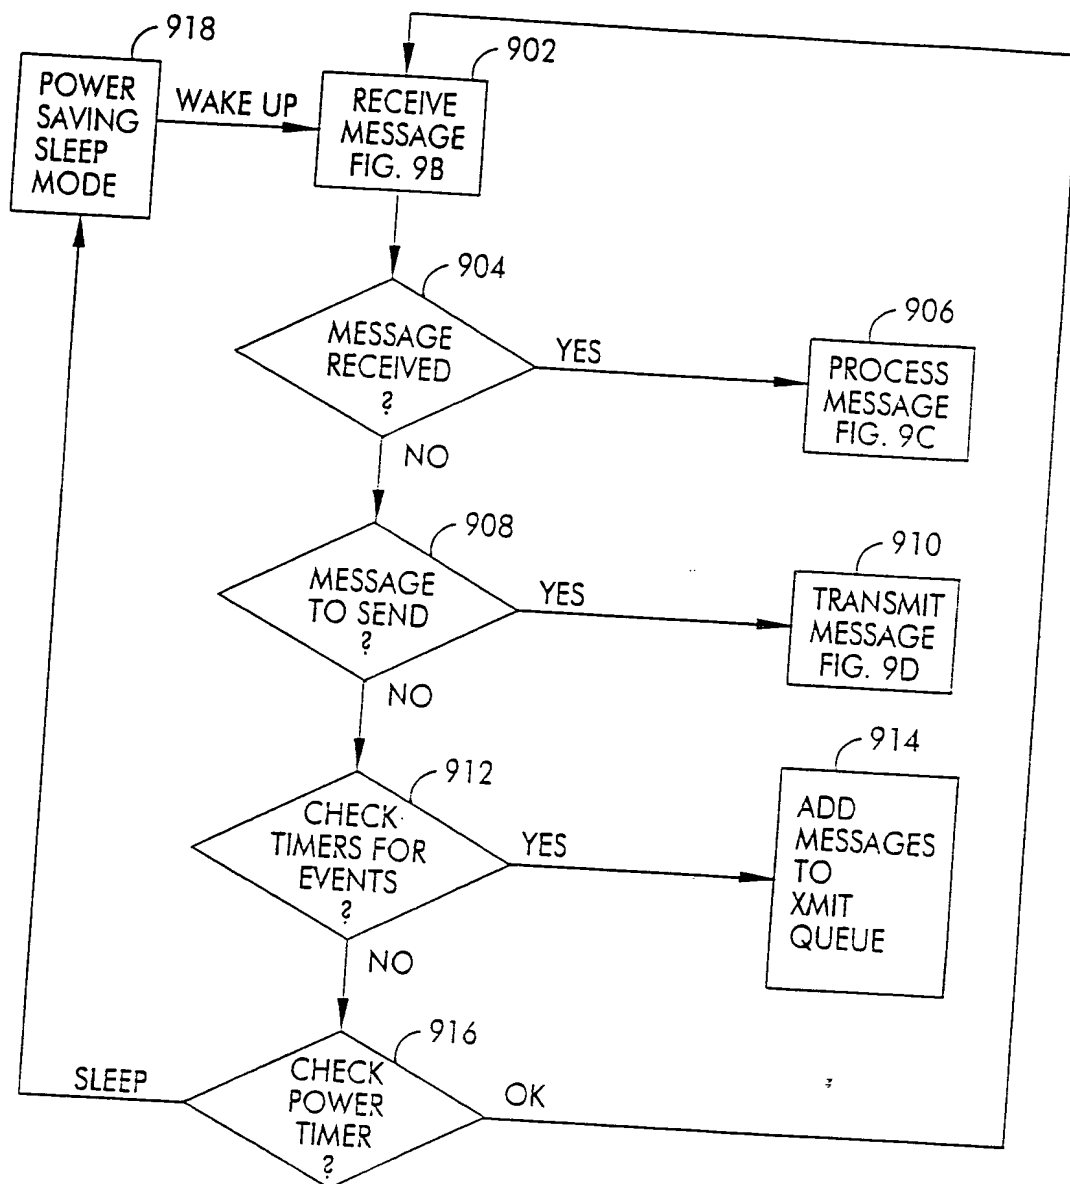 918
POWER
SAVING
SLEEP
MODE
WAKE UP
902
RECEIVE
MESSAGE
FIG. 9B
904
MESSAGE
RECEIVED
?
YES
906
PROCESS
MESSAGE
FIG. 9C
NO
908
MESSAGE
TO SEND
?
YES
910
TRANSMIT
MESSAGE
FIG. 9D
NO
912
CHECK
TIMERS FOR
EVENTS
?
YES
914
ADD
MESSAGES
TO
XMIT
QUEUE
NO
916
CHECK
POWER
TIMER
?
SLEEP
OK